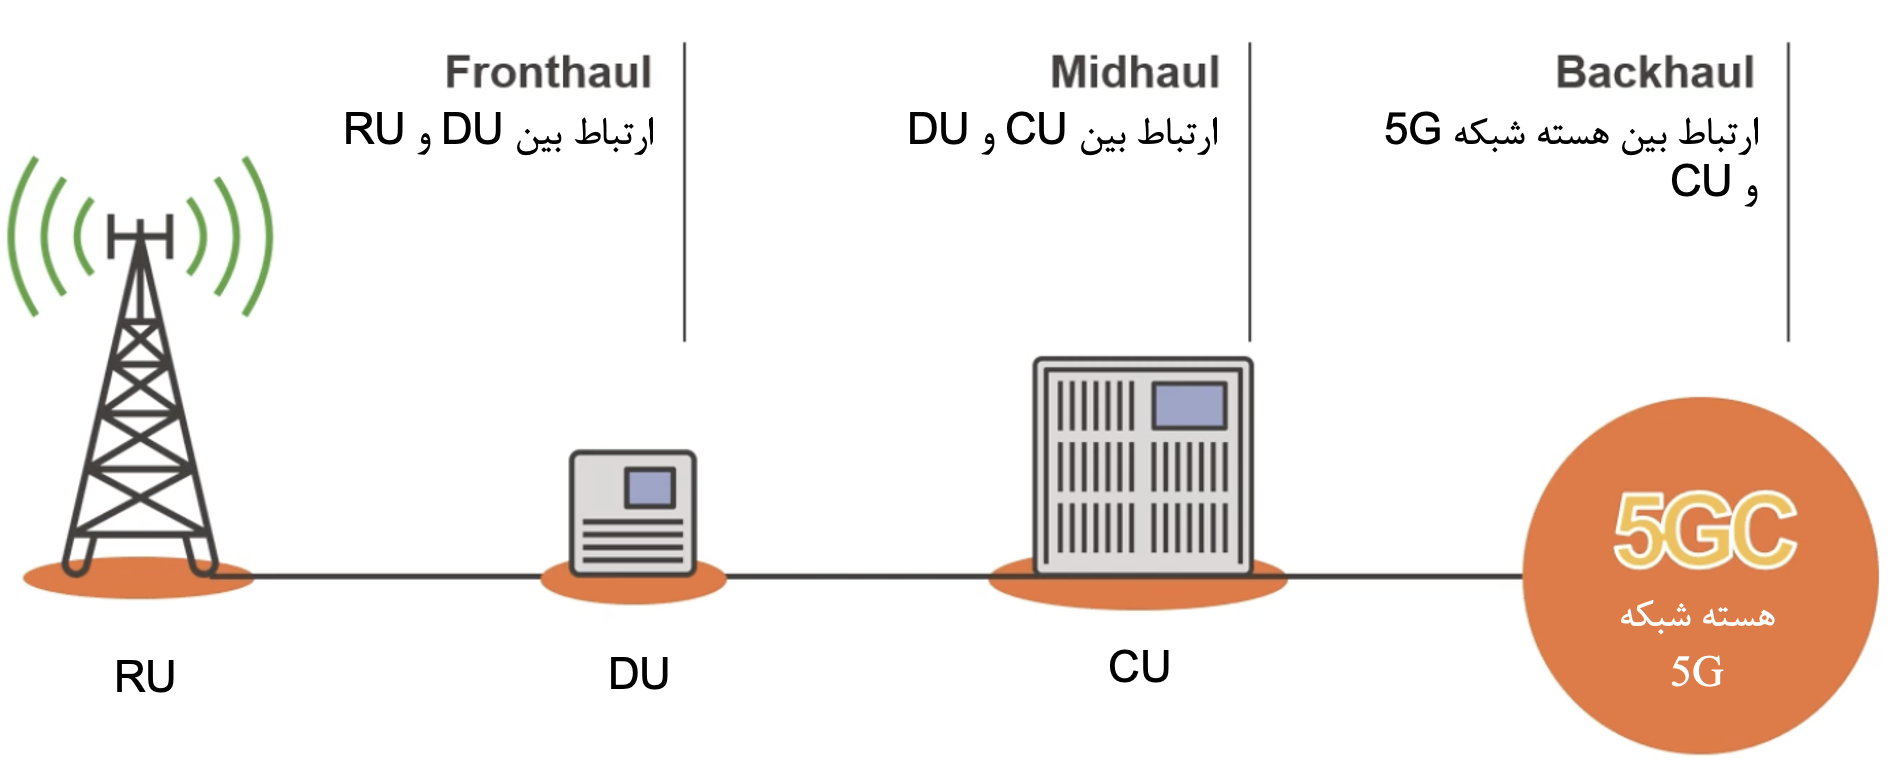 Fronthaul
ارتباط بین DU و RU
Midhaul
ارتباط بین CU و DU
Backhaul
ارتباط بین هسته شبکه 5G
و CU
5GC
هسته شبکه
5G
RU
DU
CU